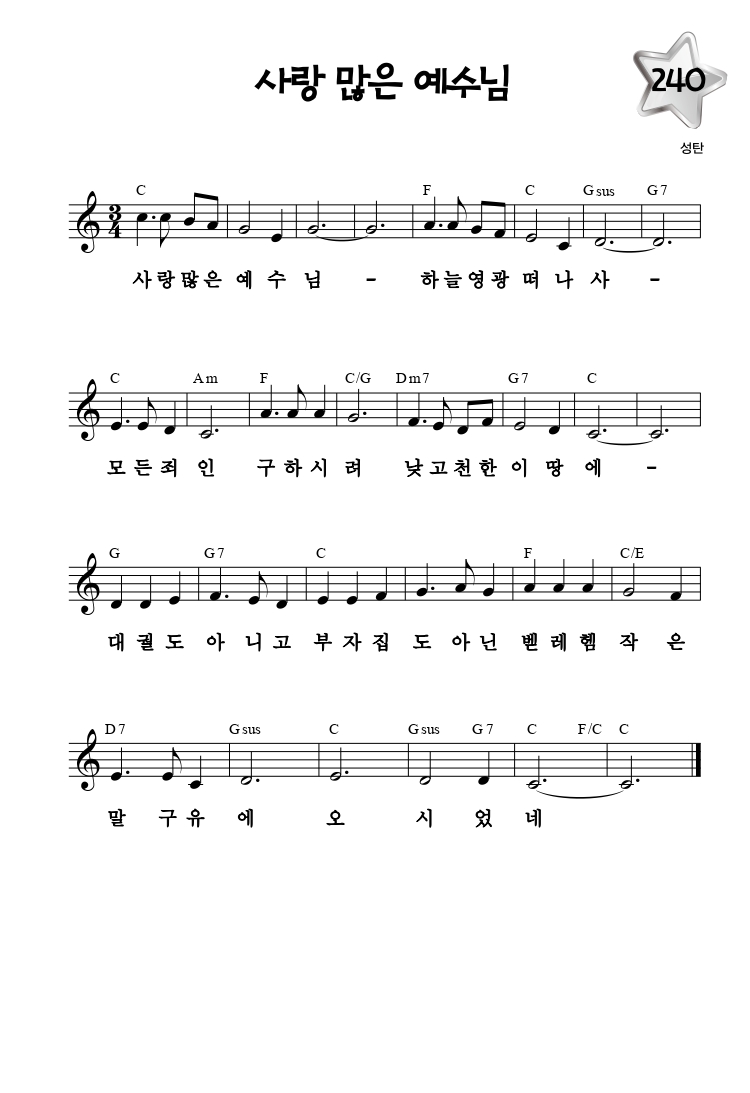 사랑 많은 예수님
240
성탄
C F C Gsus G7
3
4
사랑많은 예 수 님 - 하늘영광 떠 나 사 -
C Am F C/G Dm7 G7 C
모 든 죄 인 구 하 시 려 낮 고 천 한 이 땅 에 -
G G7 C F C/E
대 궐 도 아 니 고 부 자 집 도 아 닌 벧 레 헴 작 은
D7 Gsus C Gsus G7 C F/C C
말 구 유 에 오 시 었 네